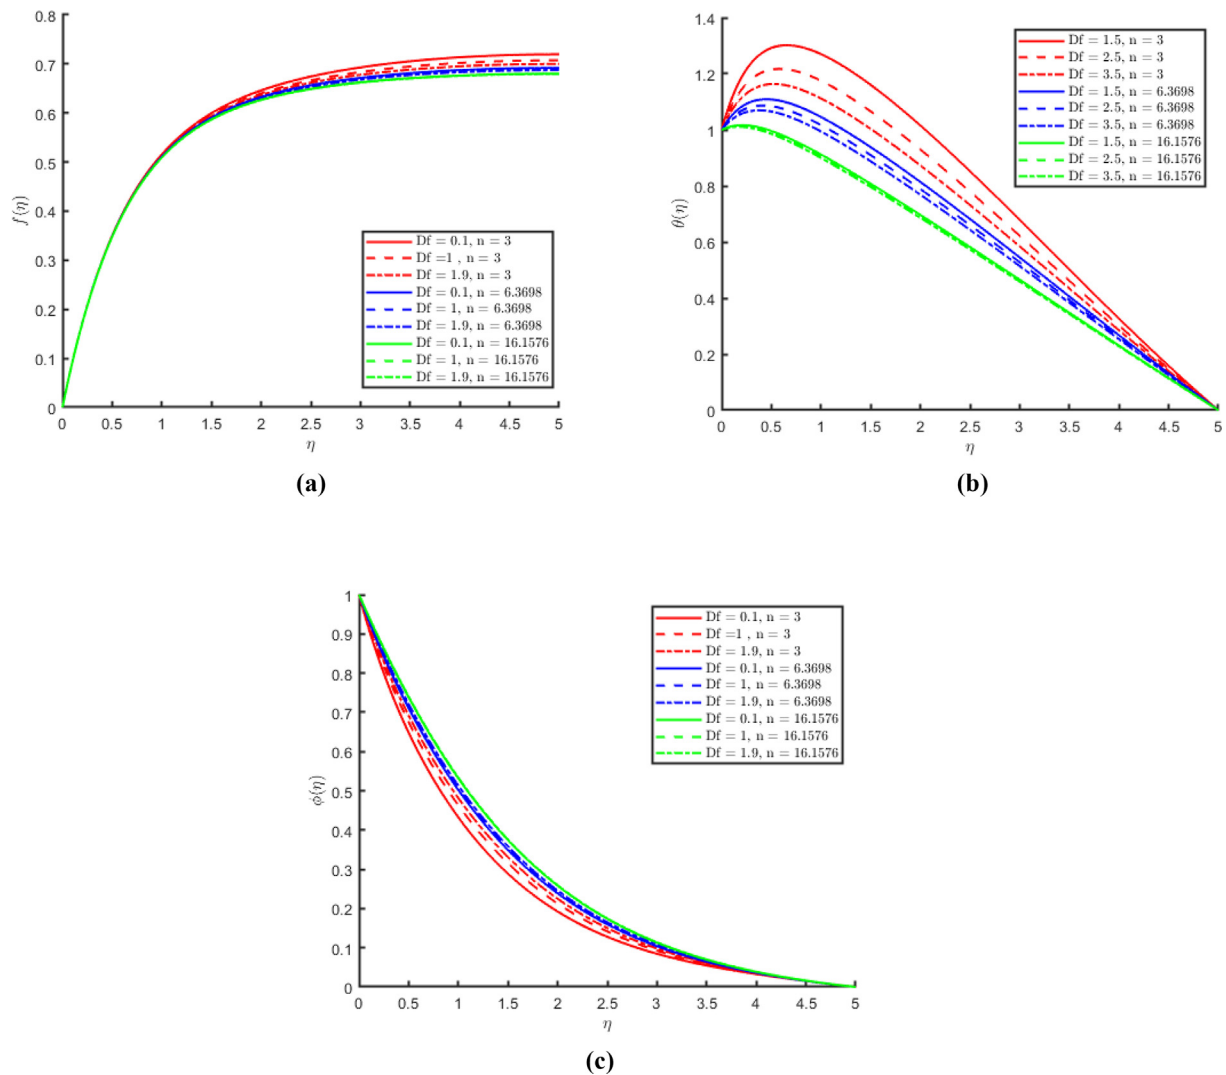 0.8
0.7
0.6
0.5
0.4
0.3
0.2
0.1
0
f(η)
Df = 0.1, n = 3
Df =1 , n = 3
Df = 1.9, n = 3
Df = 0.1, n = 6.3698
Df = 1, n = 6.3698
Df = 1.9, n = 6.3698
Df = 0.1, n = 16.1576
Df = 1, n = 16.1576
Df = 1.9, n = 16.1576
0 0.5 1 1.5 2 2.5 3 3.5 4 4.5 5
η
(a)
1.4
1.2
1
0.8
0.6
0.4
0.2
0
θ(η)
Df = 1.5, n = 3
Df = 2.5, n = 3
Df = 3.5, n = 3
Df = 1.5, n = 6.3698
Df = 2.5, n = 6.3698
Df = 3.5, n = 6.3698
Df = 1.5, n = 16.1576
Df = 2.5, n = 16.1576
Df = 3.5, n = 16.1576
0 0.5 1 1.5 2 2.5 3 3.5 4 4.5 5
η
(b)
1
0.9
0.8
0.7
0.6
0.5
0.4
0.3
0.2
0.1
0
ϕ(η)
Df = 0.1, n = 3
Df =1 , n = 3
Df = 1.9, n = 3
Df = 0.1, n = 6.3698
Df = 1, n = 6.3698
Df = 1.9, n = 6.3698
Df = 0.1, n = 16.1576
Df = 1, n = 16.1576
Df = 1.9, n = 16.1576
0 0.5 1 1.5 2 2.5 3 3.5 4 4.5 5
η
(c)